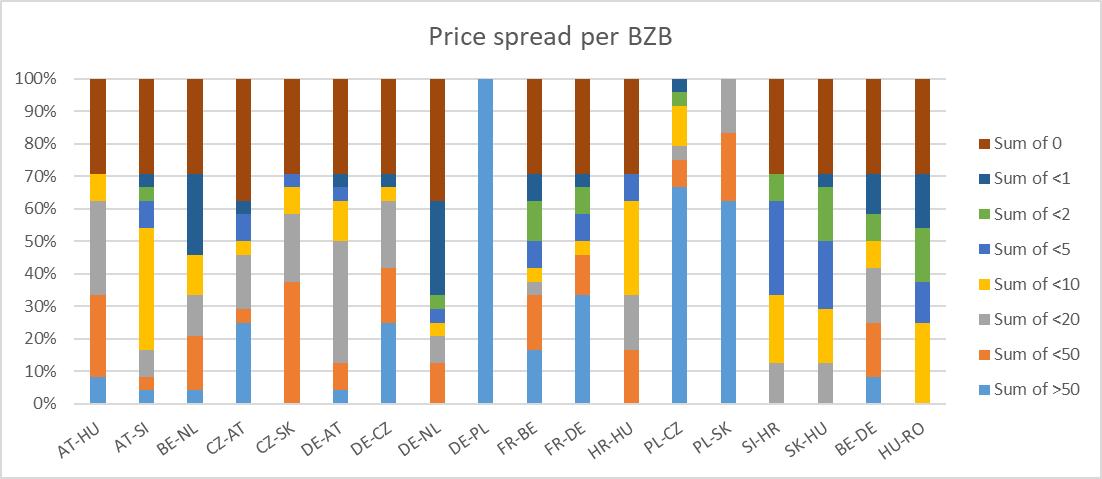 Price spread per BZB
100%
90%
80%
70%
60%
50%
40%
30%
20%
10%
0%
AT-HU
AT-SI
BE-NL
CZ-AT
CZ-SK
DE-AT
DE-CZ
DE-NL
DE-PL
FR-BE
FR-DE
HR-HU
PL-CZ
PL-SK
SI-HR
SK-HU
BE-DE
HU-RO
Sum of 0
Sum of <1
Sum of <2
Sum of <5
Sum of <10
Sum of <20
Sum of <50
Sum of >50